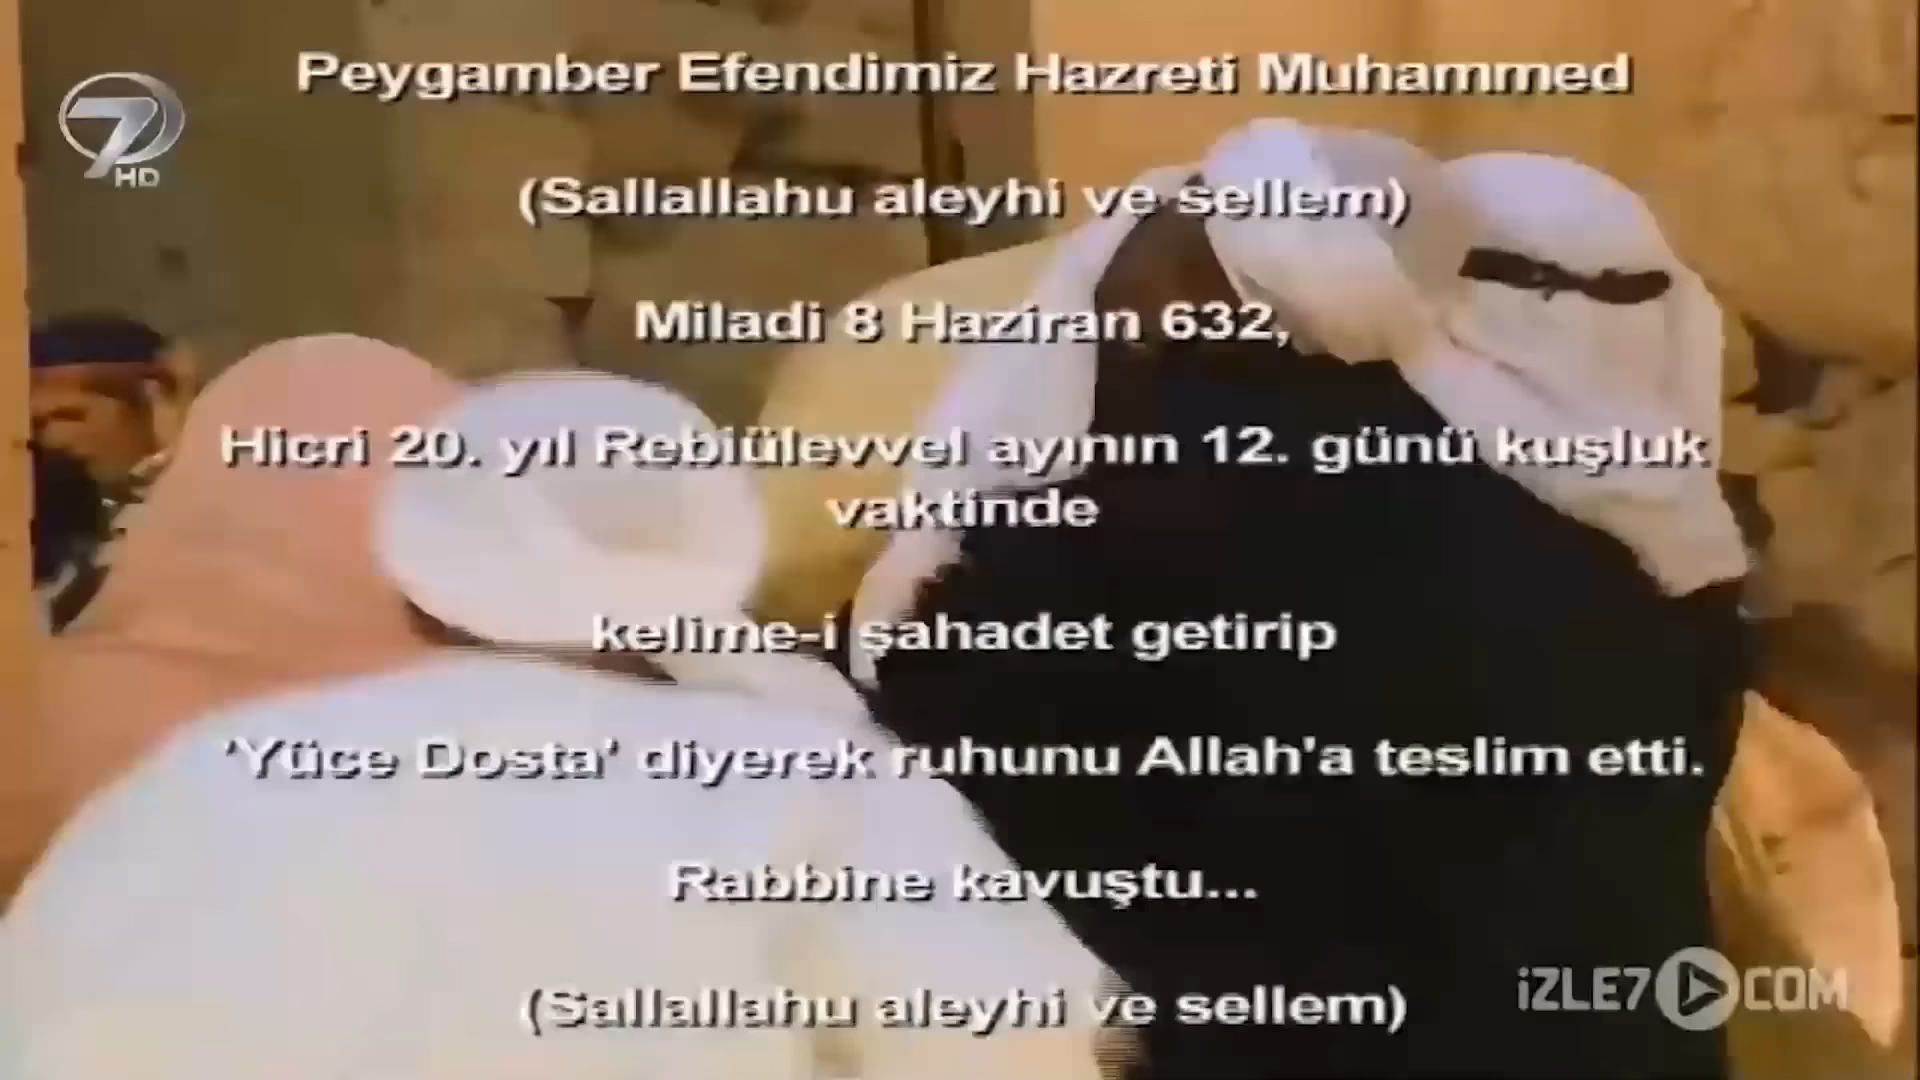 Peygamber Efendimiz Hazreti Muhammed
7
HD
(Sallallahu aleyhi ve sellem)
Miladi 8 Haziran 632,
Hicri 20. yıl Rebiülevvel ayının 12. günü kuşluk
vaktinde
kelime-i şahadet getirip
'Yüce Dosta' diyerek ruhunu Allah'a teslim etti.
Rabbine kavuştu...
(Sallallahu aleyhi ve sellem)
iZLE7 COM